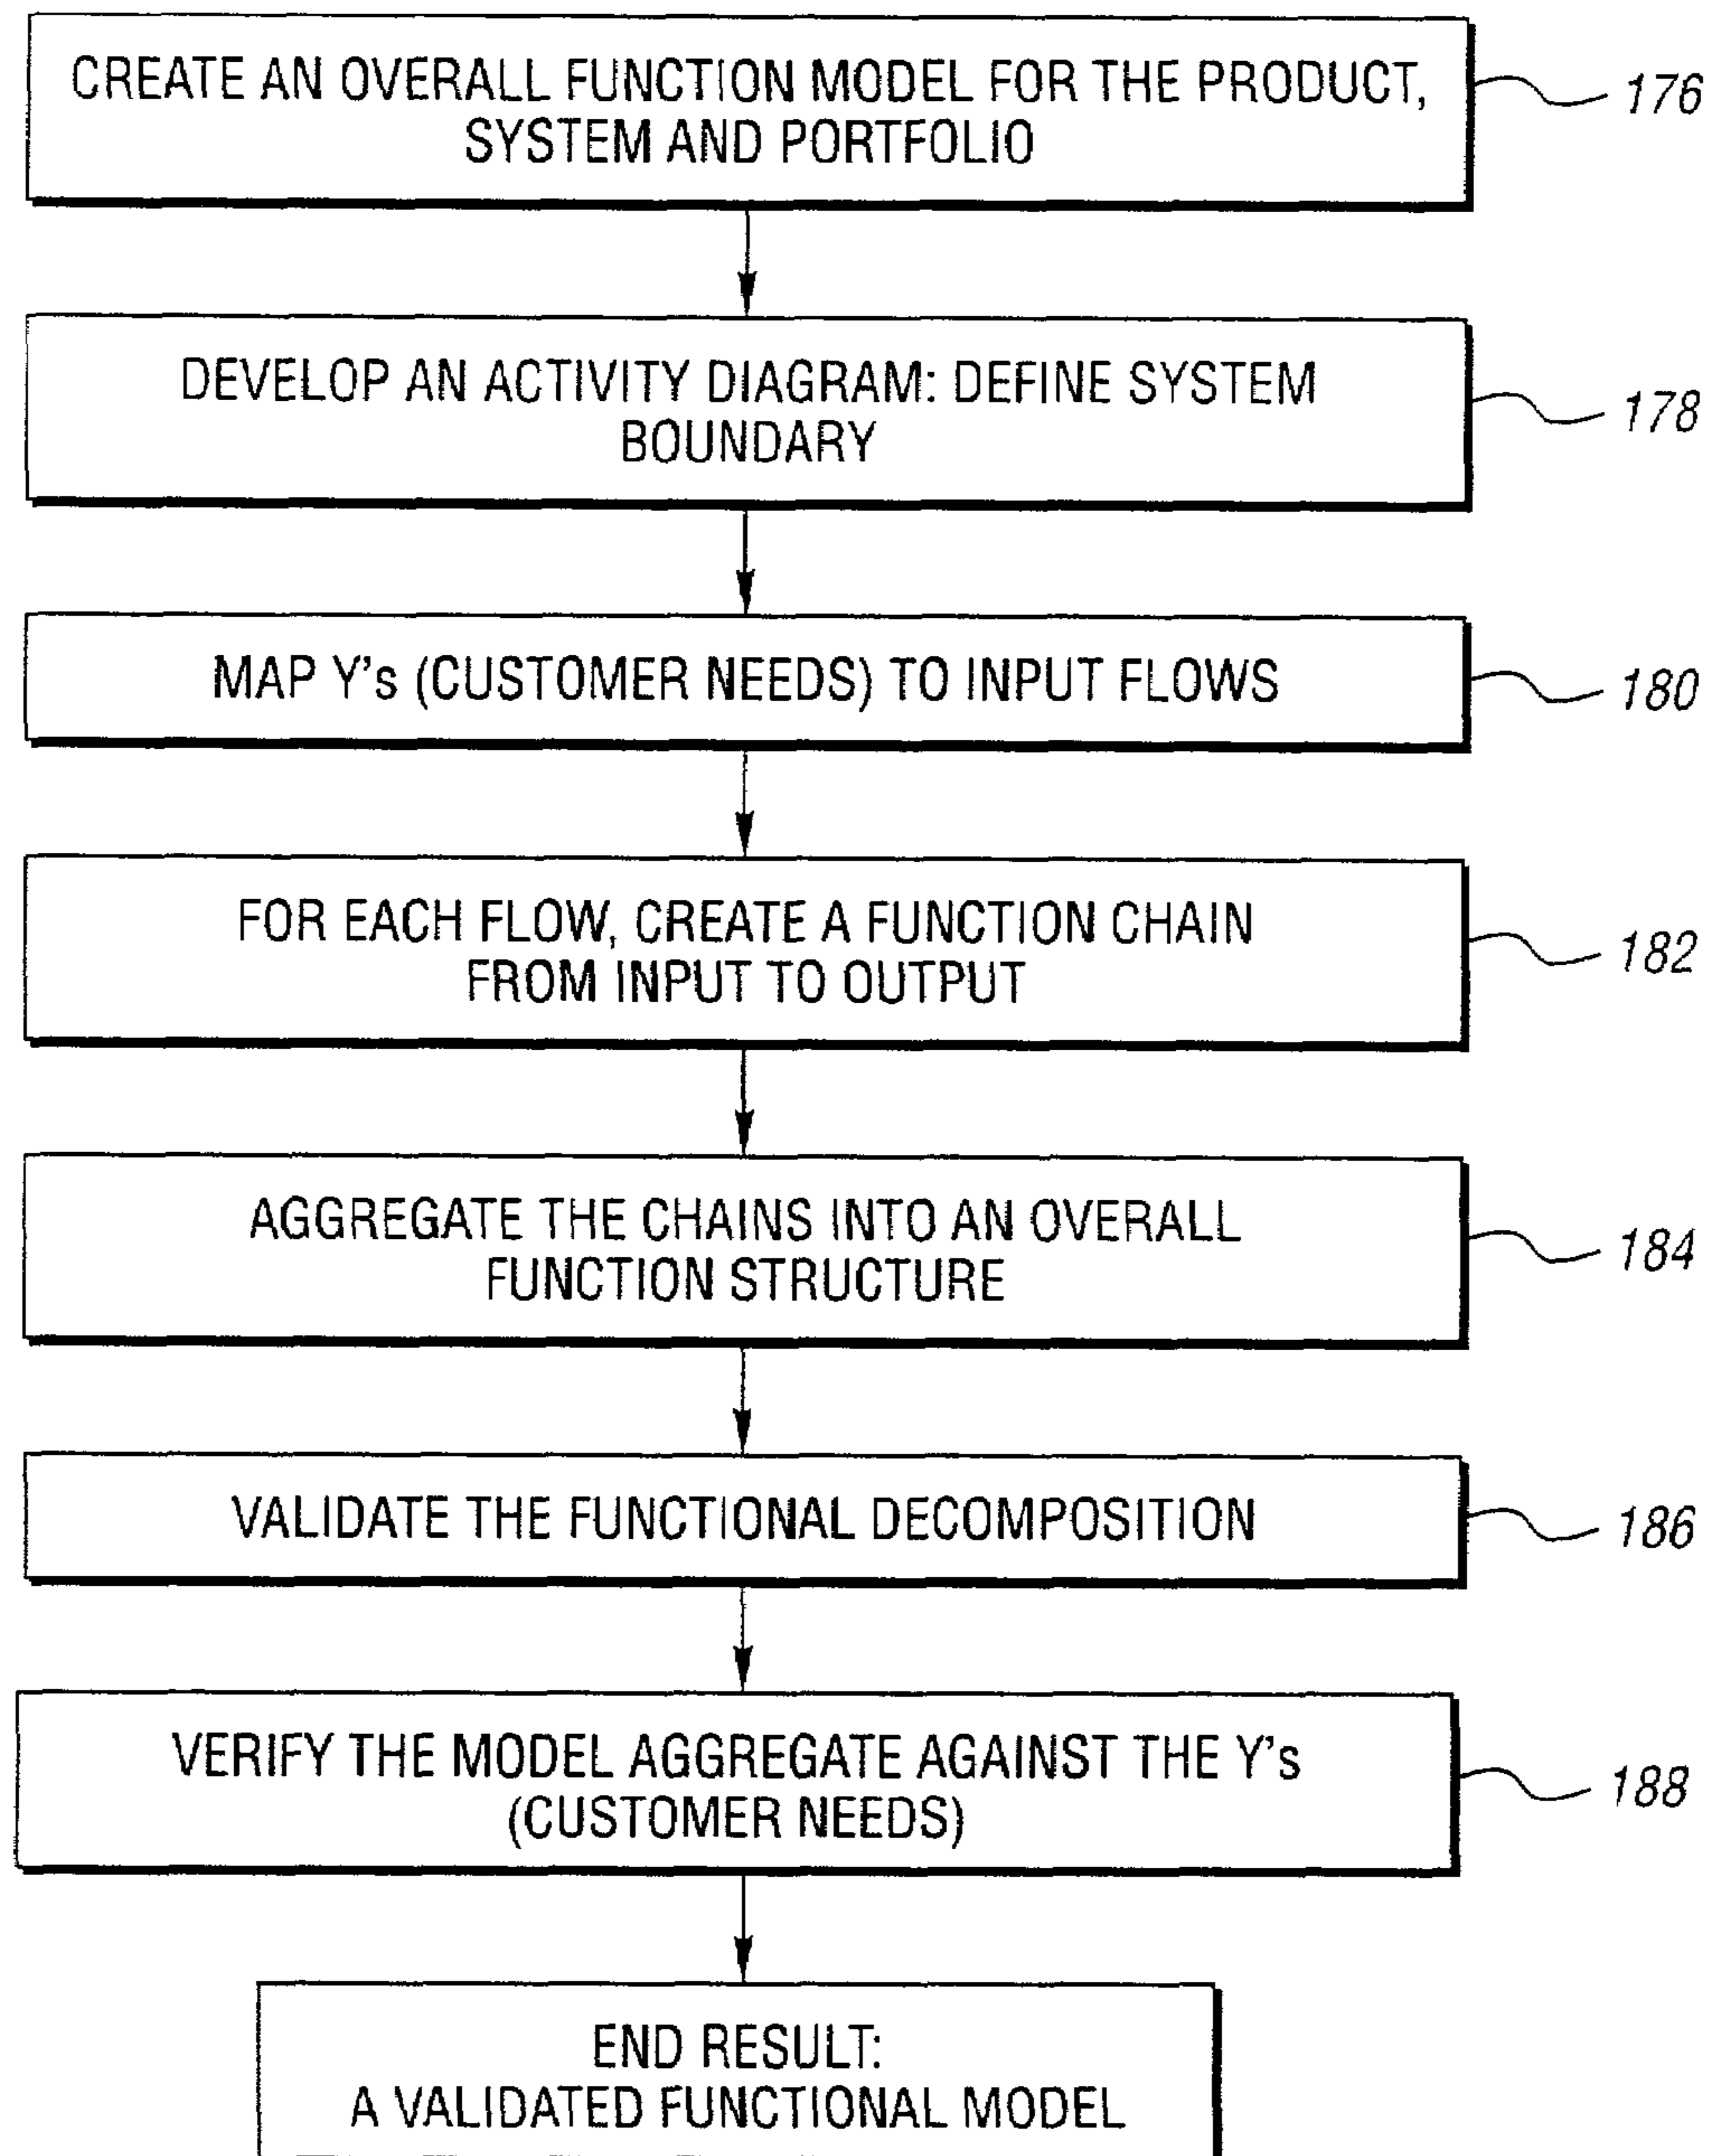 CREATE AN OVERALL FUNCTION MODEL FOR THE PRODUCT,
SYSTEM AND PORTFOLIO
176
DEVELOP AN ACTIVITY DIAGRAM: DEFINE SYSTEM
BOUNDARY
178
MAP Y's (CUSTOMER NEEDS) TO INPUT FLOWS
180
FOR EACH FLOW, CREATE A FUNCTION CHAIN
FROM INPUT TO OUTPUT
182
AGGREGATE THE CHAINS INTO AN OVERALL
FUNCTION STRUCTURE
184
VALIDATE THE FUNCTIONAL DECOMPOSITION
186
VERIFY THE MODEL AGGREGATE AGAINST THE Y's
(CUSTOMER NEEDS)
188
END RESULT:
A VALIDATED FUNCTIONAL MODEL